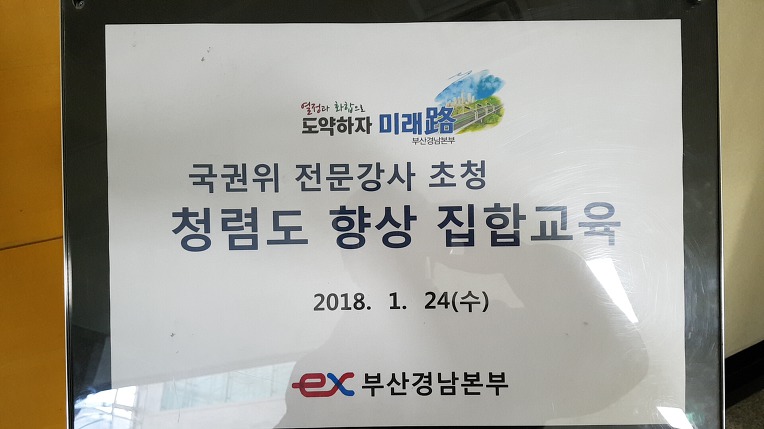 열정과 화합으로
도약하자 미래路
부산경남본부
국권위 전문강사 초청
청렴도 향상 집합교육
2018. 1. 24(수)
ex 부산경남본부